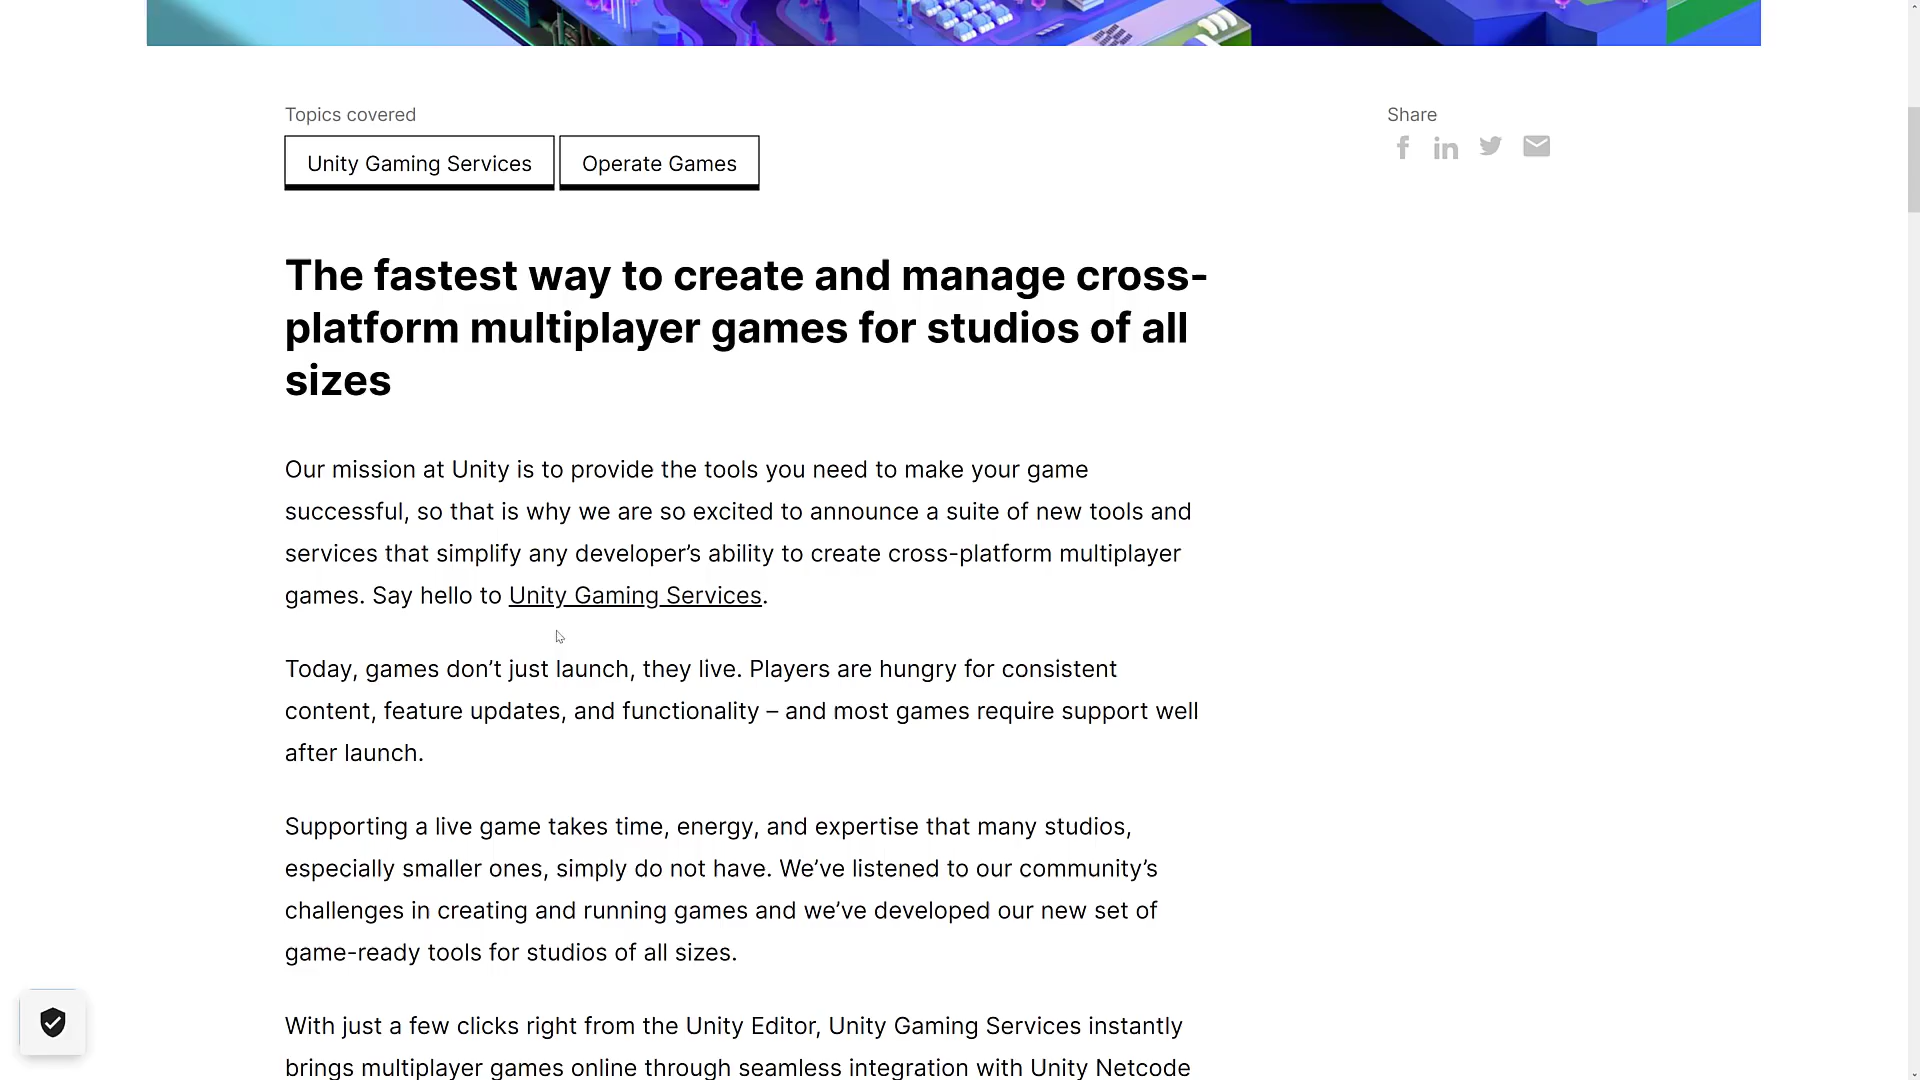 Topics covered
Share
Unity Gaming Services
Operate Games
The fastest way to create and manage cross-
platform multiplayer games for studios of all
sizes
Our mission at Unity is to provide the tools you need to make your game
successful, so that is why we are so excited to announce a suite of new tools and
services that simplify any developer’s ability to create cross-platform multiplayer
games. Say hello to Unity Gaming Services.
Today, games don’t just launch, they live. Players are hungry for consistent
content, feature updates, and functionality – and most games require support well
after launch.
Supporting a live game takes time, energy, and expertise that many studios,
especially smaller ones, simply do not have. We’ve listened to our community’s
challenges in creating and running games and we’ve developed our new set of
game-ready tools for studios of all sizes.
With just a few clicks right from the Unity Editor, Unity Gaming Services instantly
brings multiplayer games online through seamless integration with Unity Netcode